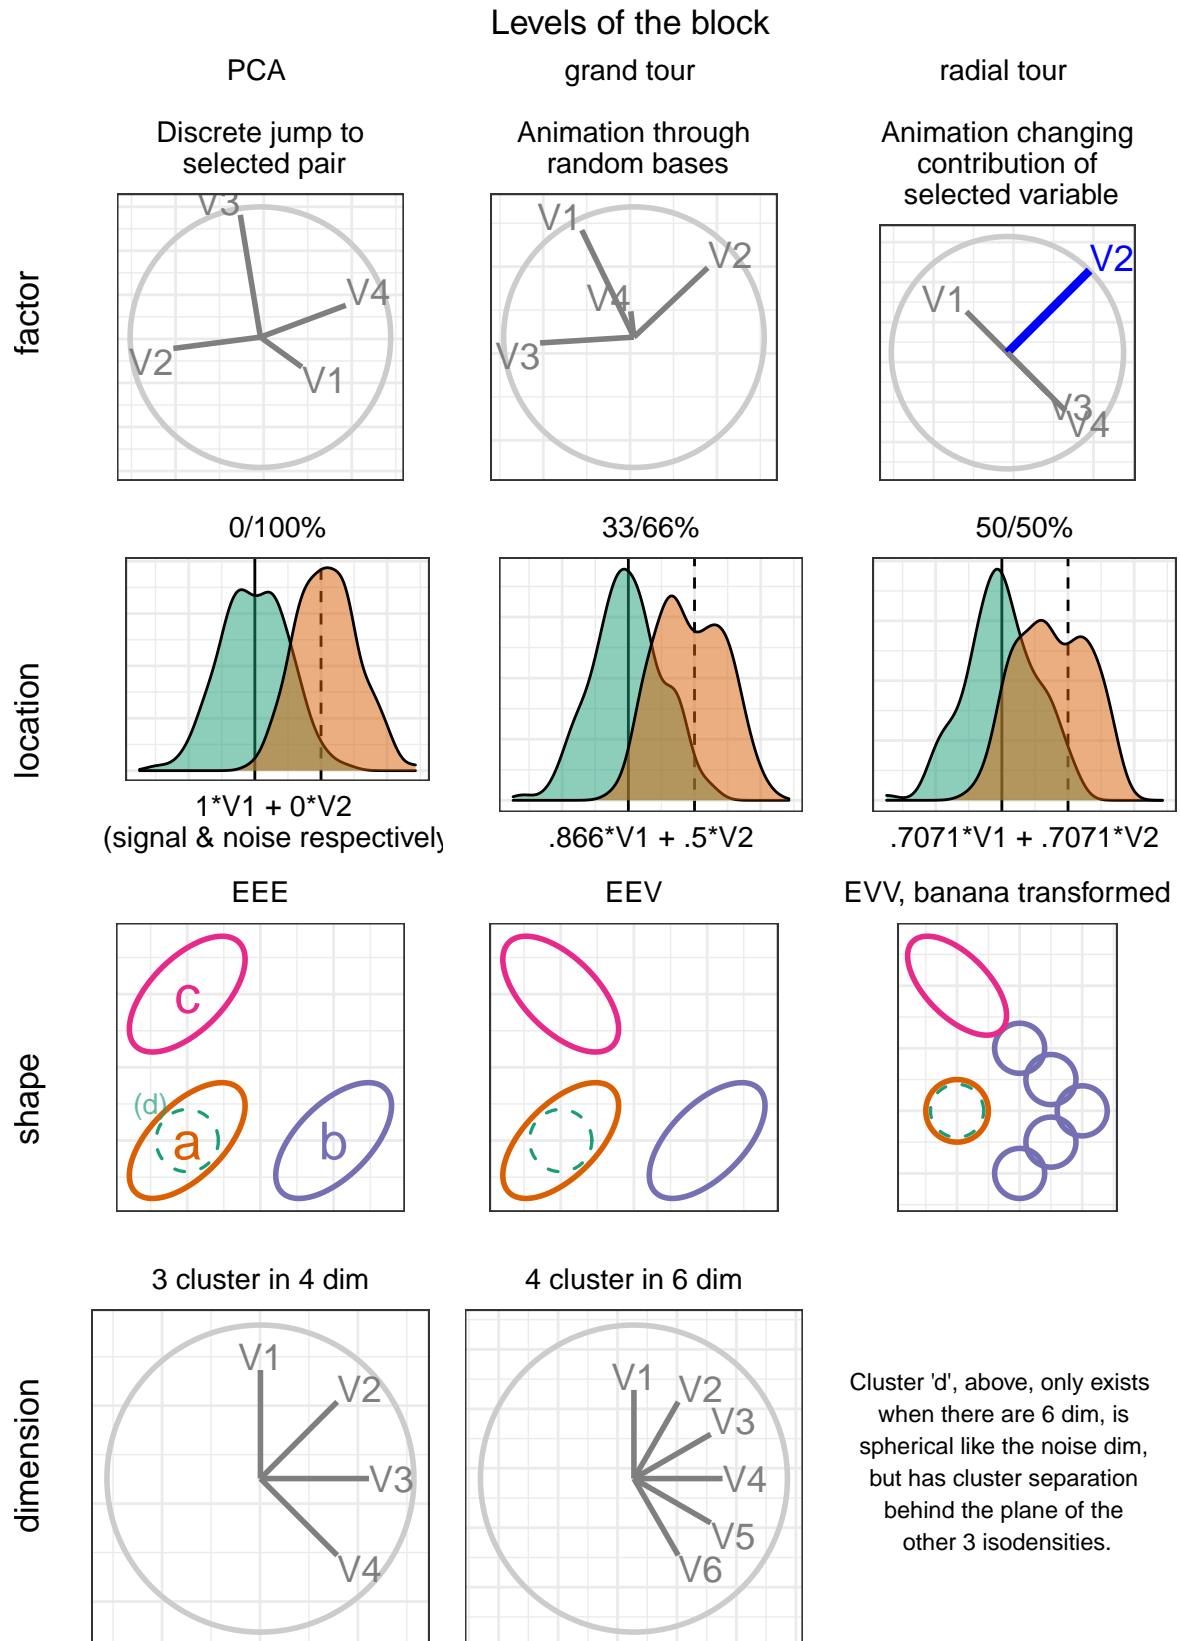 Levels of the block
PCA
grand tour
radial tour
Discrete jump to
selected pair
Animation through
random bases
Animation changing
contribution of
selected variable
factor
V3
V4
V2
V1
V1
V2
V4
V3
V2
V1
V3
V4
0/100%
33/66%
50/50%
location
1*V1 + 0*V2
(signal & noise respectively
.866*V1 + .5*V2
.7071*V1 + .7071*V2
EEE
EEV
EVV, banana transformed
shape
c
(d)
a
b
3 cluster in 4 dim
4 cluster in 6 dim
dimension
V1
V2
V3
V4
V1
V2
V3
V4
V5
V6
Cluster 'd', above, only exists
when there are 6 dim, is
spherical like the noise dim,
but has cluster separation
behind the plane of the
other 3 isodensities.